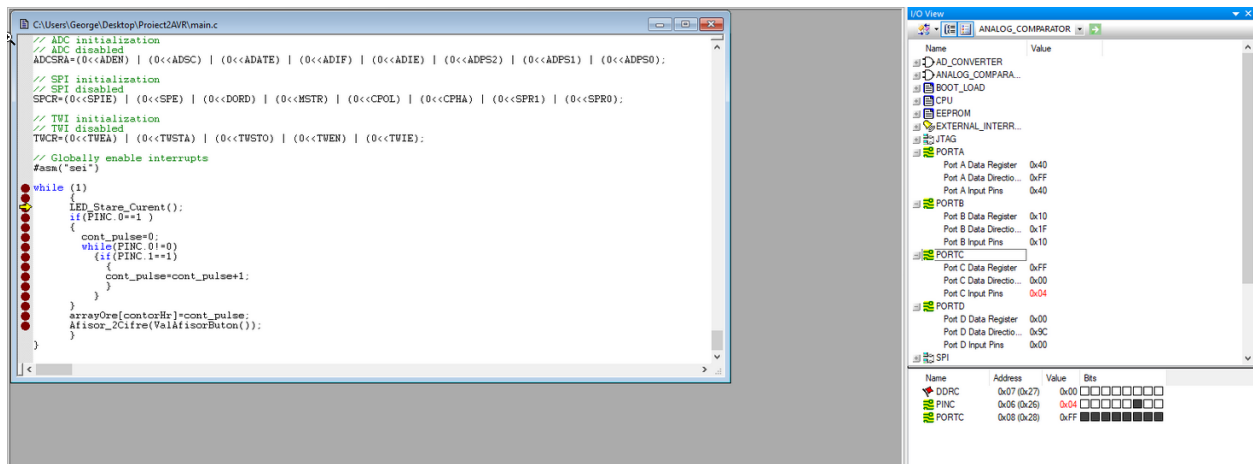 C:\Users\George\Desktop\Proiect2AVR\main.c
// ADC initialization
// ADC disabled
ADCSRA=(0<<ADEN) | (0<<ADSC) | (0<<ADATE) | (0<<ADIF) | (0<<ADIE) | (0<<ADPS2) | (0<<ADPS1) | (0<<ADPS0);
// SPI initialization
// SPI disabled
SPCR=(0<<SPIE) | (0<<SPE) | (0<<DORD) | (0<<MSTR) | (0<<CPOL) | (0<<CPHA) | (0<<SPR1) | (0<<SPR0);
// TWI initialization
// TWI disabled
TWCR=(0<<TWEA) | (0<<TWSTA) | (0<<TWSTO) | (0<<TWEN) | (0<<TWIE);
// Globally enable interrupts
#asm("sei")
while (1)
{
LED_Stare_Curent();
if(PINC.0==1 )
{
cont_pulse=0;
while(PINC.0!=0)
{if(PINC.1==1)
{
cont_pulse=cont_pulse+1;
}
}
}
arrayOre[contorHr]=cont_pulse;
Afisor_2Cifre(ValAfisorButon());
}
}
I/O View
ANALOG_COMPARATOR
Name Value
AD_CONVERTER
ANALOG_COMPARA...
BOOT_LOAD
CPU
EEPROM
EXTERNAL_INTERR...
JTAG
PORTA
Port A Data Register 0x40
Port A Data Directio... 0xFF
Port A Input Pins 0x40
PORTB
Port B Data Register 0x10
Port B Data Directio... 0x1F
Port B Input Pins 0x10
PORTC
Port C Data Register 0xFF
Port C Data Directio... 0x00
Port C Input Pins 0x04
PORTD
Port D Data Register 0x00
Port D Data Directio... 0x9C
Port D Input Pins 0x00
SPI
Name Address Value Bits
DDRC 0x07 (0x27) 0x00
PINC 0x06 (0x26) 0x04
PORTC 0x08 (0x28) 0xFF